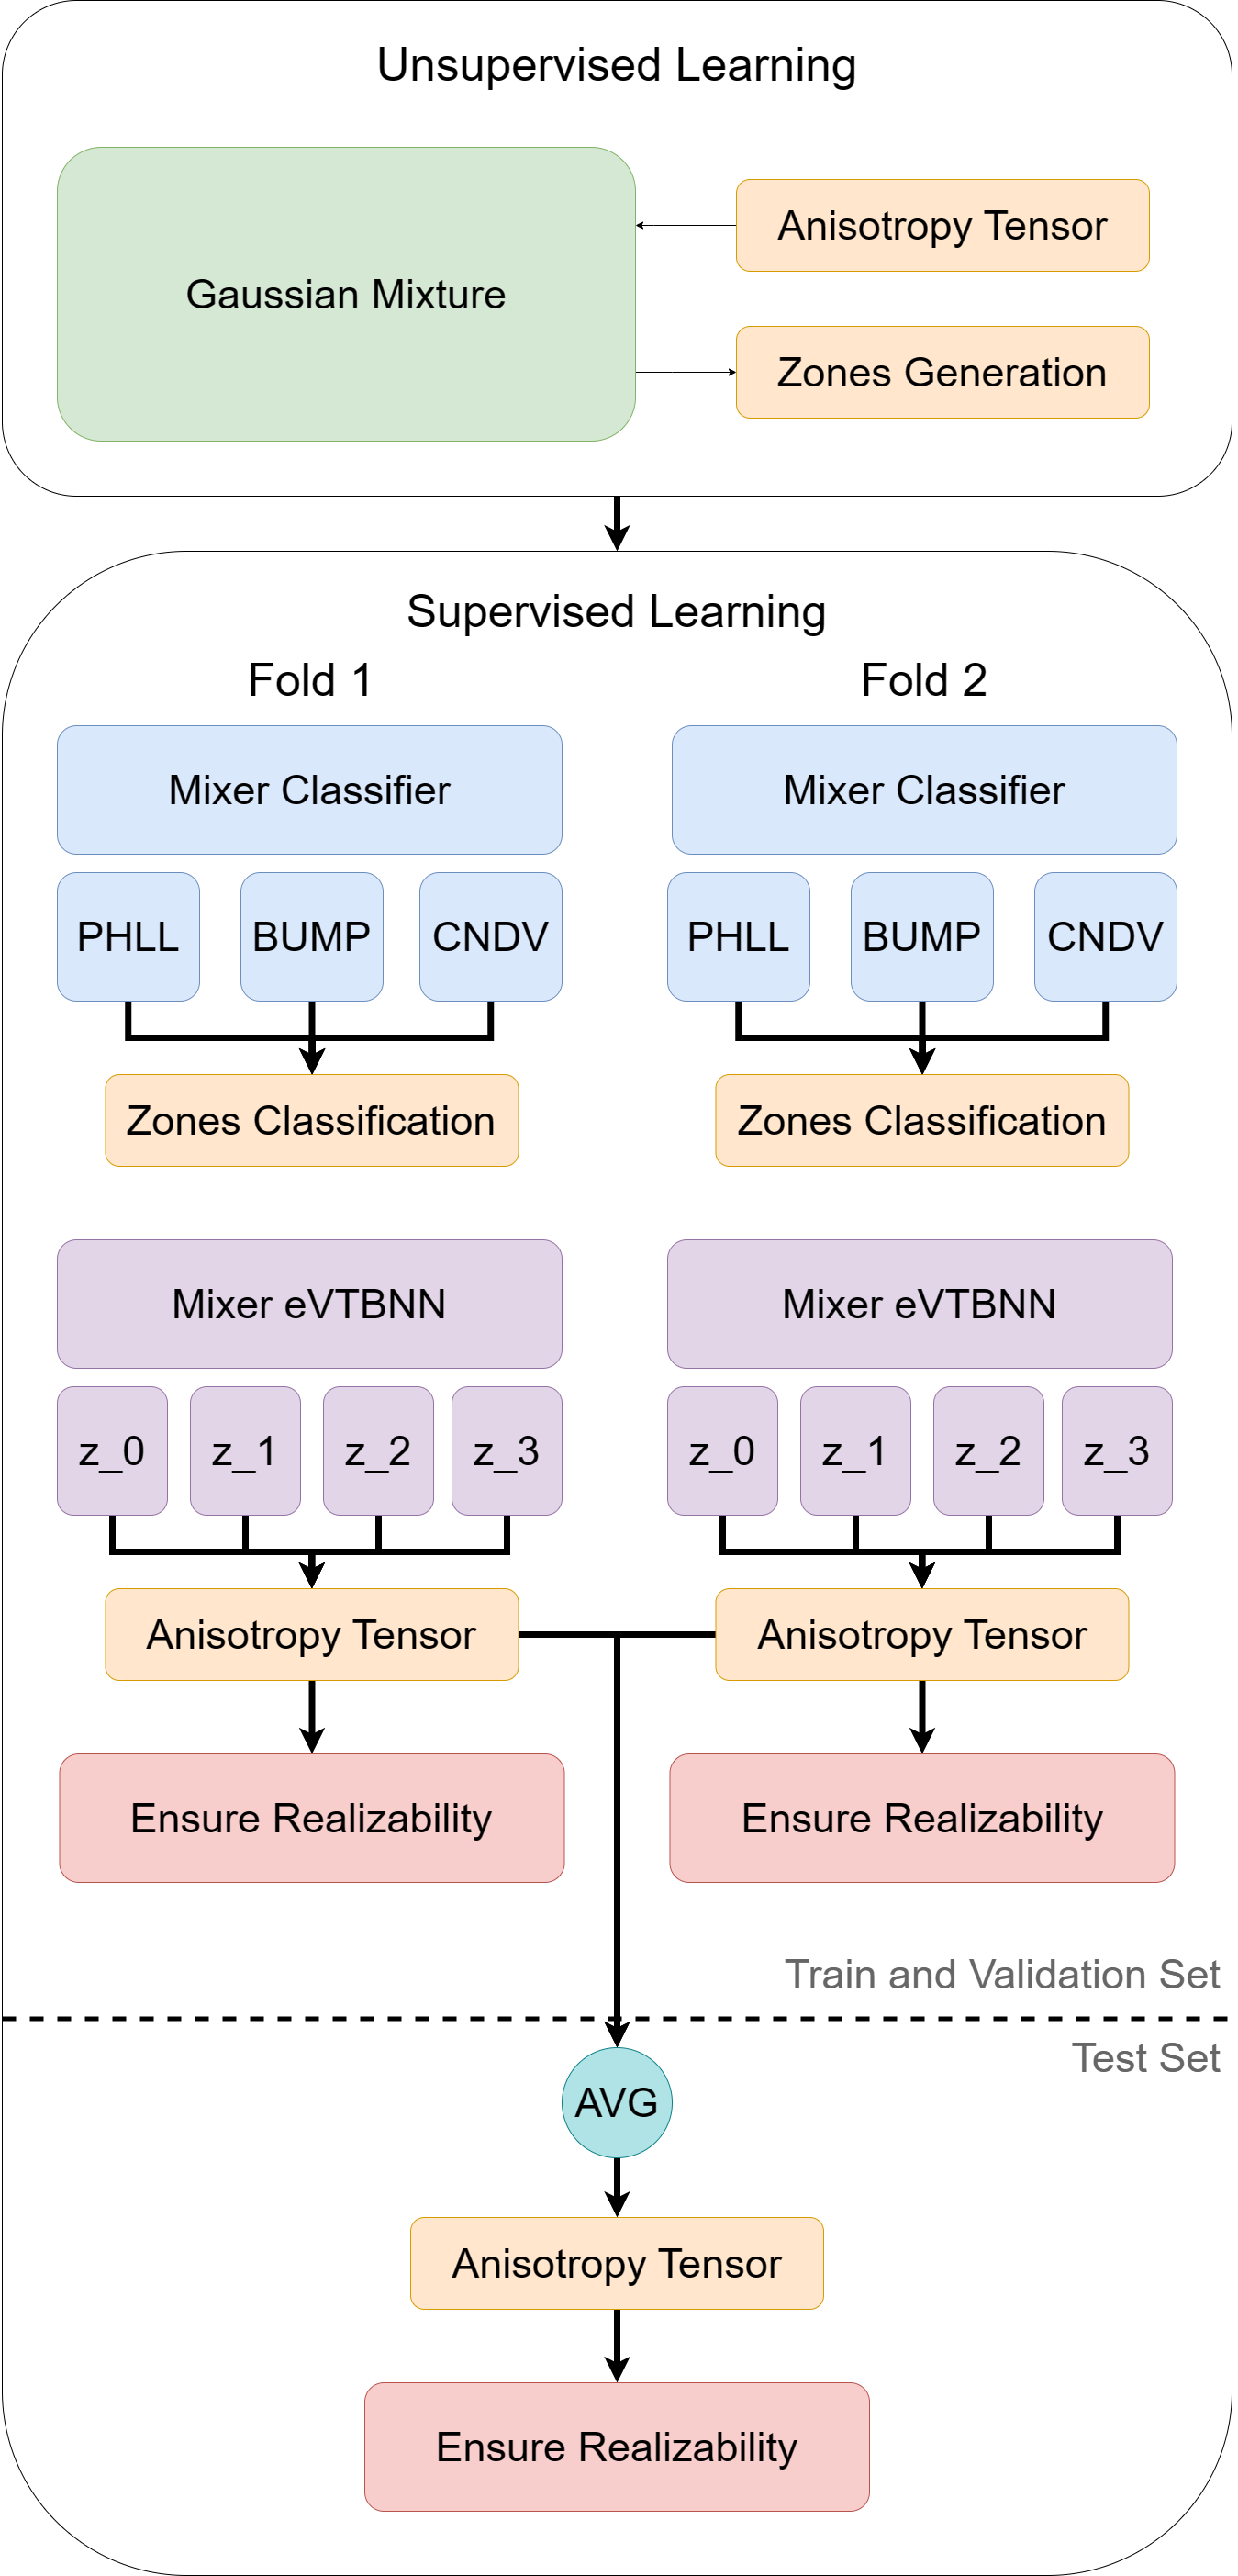 Unsupervised Learning
Gaussian Mixture
Anisotropy Tensor
Zones Generation
Supervised Learning
Fold 1
Fold 2
Mixer Classifier
Mixer Classifier
PHLL
BUMP
CNDV
PHLL
BUMP
CNDV
Zones Classification
Zones Classification
Mixer eVTBNN
Mixer eVTBNN
z_0
z_1
z_2
z_3
z_0
z_1
z_2
z_3
Anisotropy Tensor
Anisotropy Tensor
Ensure Realizability
Ensure Realizability
Train and Validation Set
Test Set
AVG
Anisotropy Tensor
Ensure Realizability